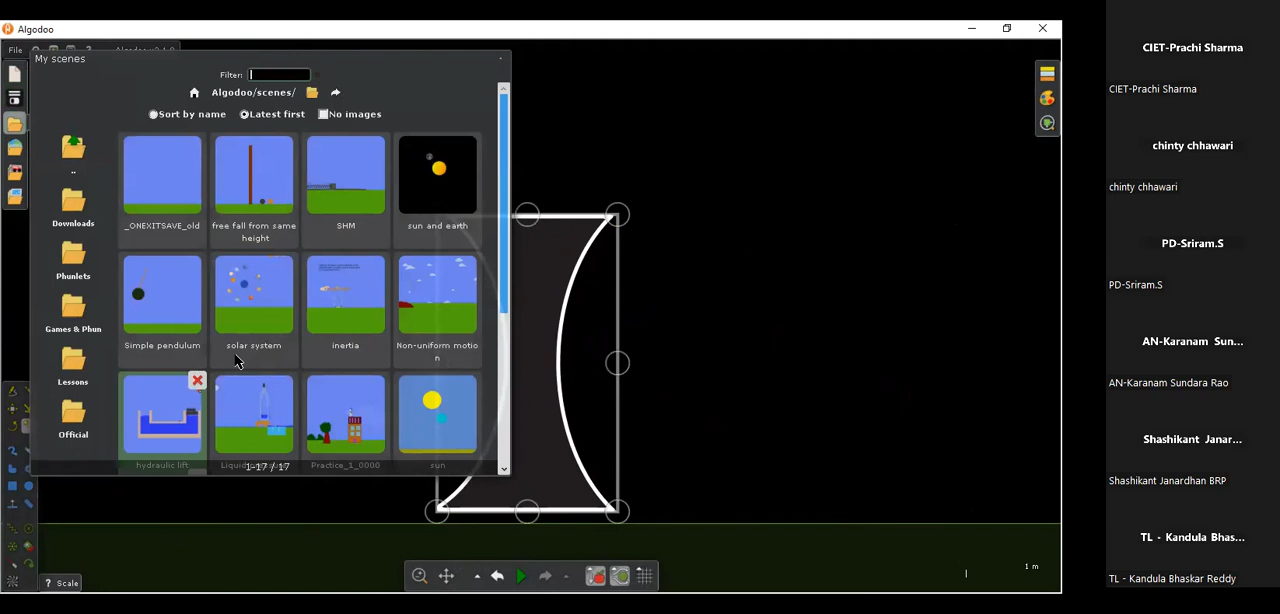 Algodoo
File
Algodoo v2.1.0
My scenes
Filter:
Algodoo/scenes/
Sort by name
Latest first
No images
..
Downloads
Phunlets
Games & Phun
Lessons
Official
_ONEXITSAVE_old
free fall from same
height
SHM
sun and earth
Simple pendulum
solar system
inertia
Non-uniform motio
n
hydraulic lift
Practice_1_0000
sun
1-17 / 17
? Scale
1 m
CIET-Prachi Sharma
CIET-Prachi Sharma
chinty chhawari
chinty chhawari
PD-Sriram.S
PD-Sriram.S
AN-Karanam Sun...
AN-Karanam Sundara Rao
Shashikant Janar...
Shashikant Janardhan BRP
TL - Kandula Bhas...
TL - Kandula Bhaskar Reddy